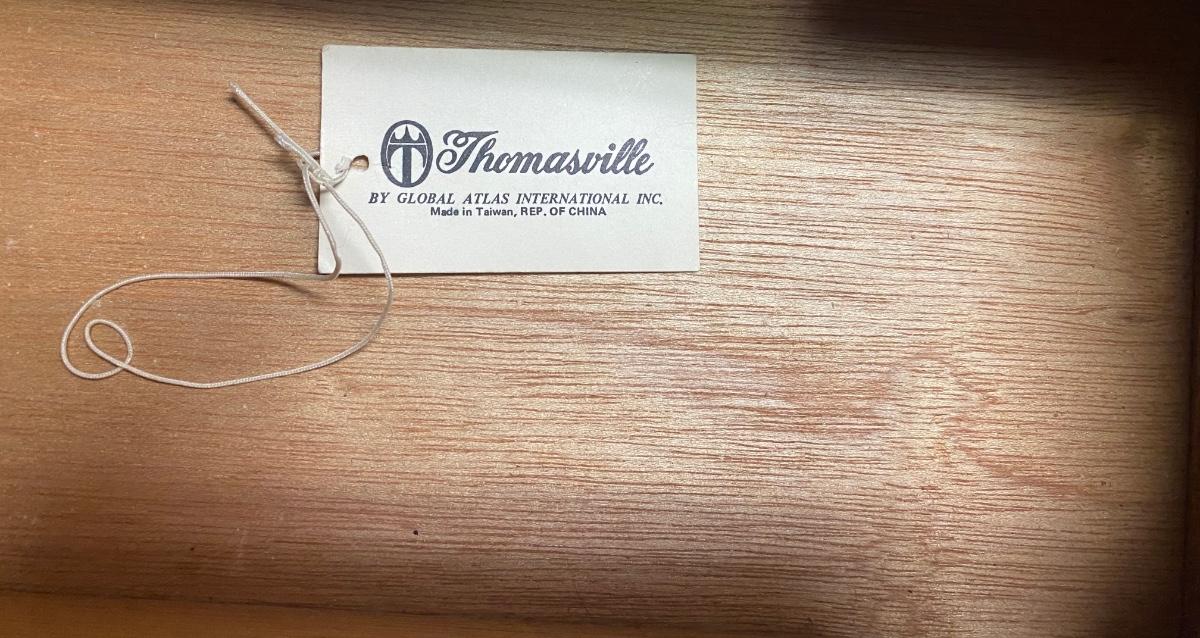 Thomasville
BY GLOBAL ATLAS INTERNATIONAL INC.
Made in Taiwan, REP. OF CHINA